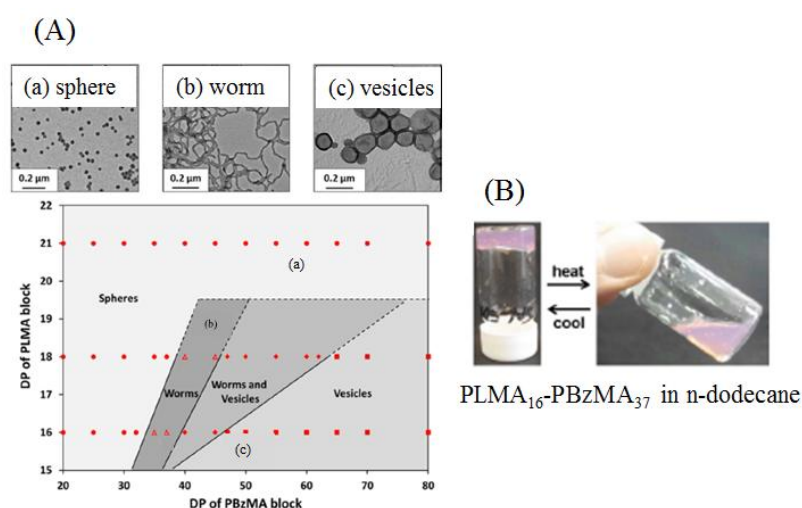 (A)
(a) sphere
(b) worm
(c) vesicles
0.2 µm
0.2 µm
0.2 µm
(B)
22
21
20
19
18
17
16
15
DP of PLMA block
(a)
Spheres
(b)
Worms
Worms and
Vesicles
Vesicles
(c)
20
30
40
50
60
70
80
DP of PBzMA block
heat
cool
PLMA₁₆-PBzMA₃₇ in n-dodecane